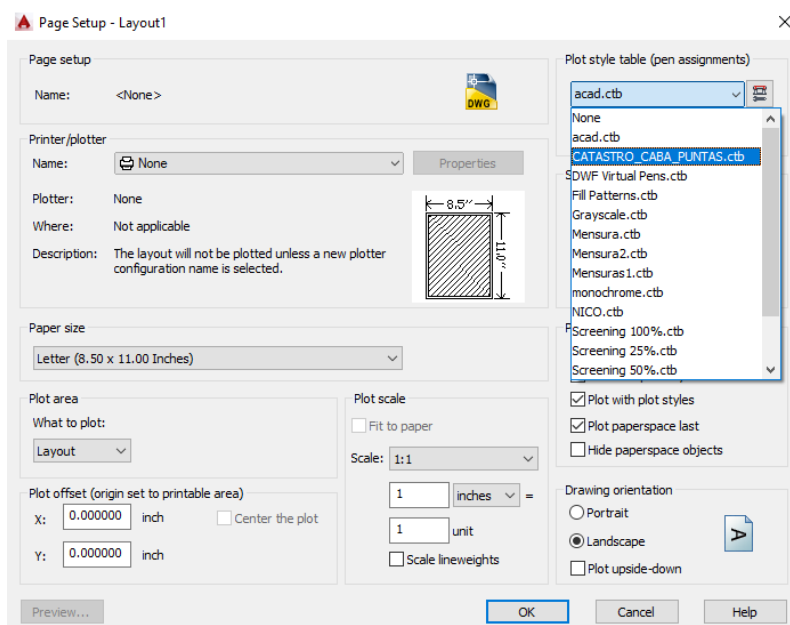 Page Setup - Layout1
Page setup
Name: <None>
DWG
Printer/plotter
Name: None
Properties
Plotter: None
Where: Not applicable
Description: The layout will not be plotted unless a new plotter
configuration name is selected.
8.5″
11.0″
Paper size
Letter (8.50 x 11.00 Inches)
Plot area
What to plot:
Layout
Plot offset (origin set to printable area)
X: 0.000000 inch
Center the plot
Y: 0.000000 inch
Plot scale
Fit to paper
Scale: 1:1
1 inches =
1 unit
Scale lineweights
Plot style table (pen assignments)
acad.ctb
None
acad.ctb
CATASTRO_CABA_PUNTAS.ctb
DWF Virtual Pens.ctb
Fill Patterns.ctb
Grayscale.ctb
Mensura.ctb
Mensura2.ctb
Mensuras1.ctb
monochrome.ctb
NICO.ctb
Screening 100%.ctb
Screening 25%.ctb
Screening 50%.ctb
Plot with plot styles
Plot paperspace last
Hide paperspace objects
Drawing orientation
Portrait
Landscape
A
Plot upside-down
Preview...
OK
Cancel
Help